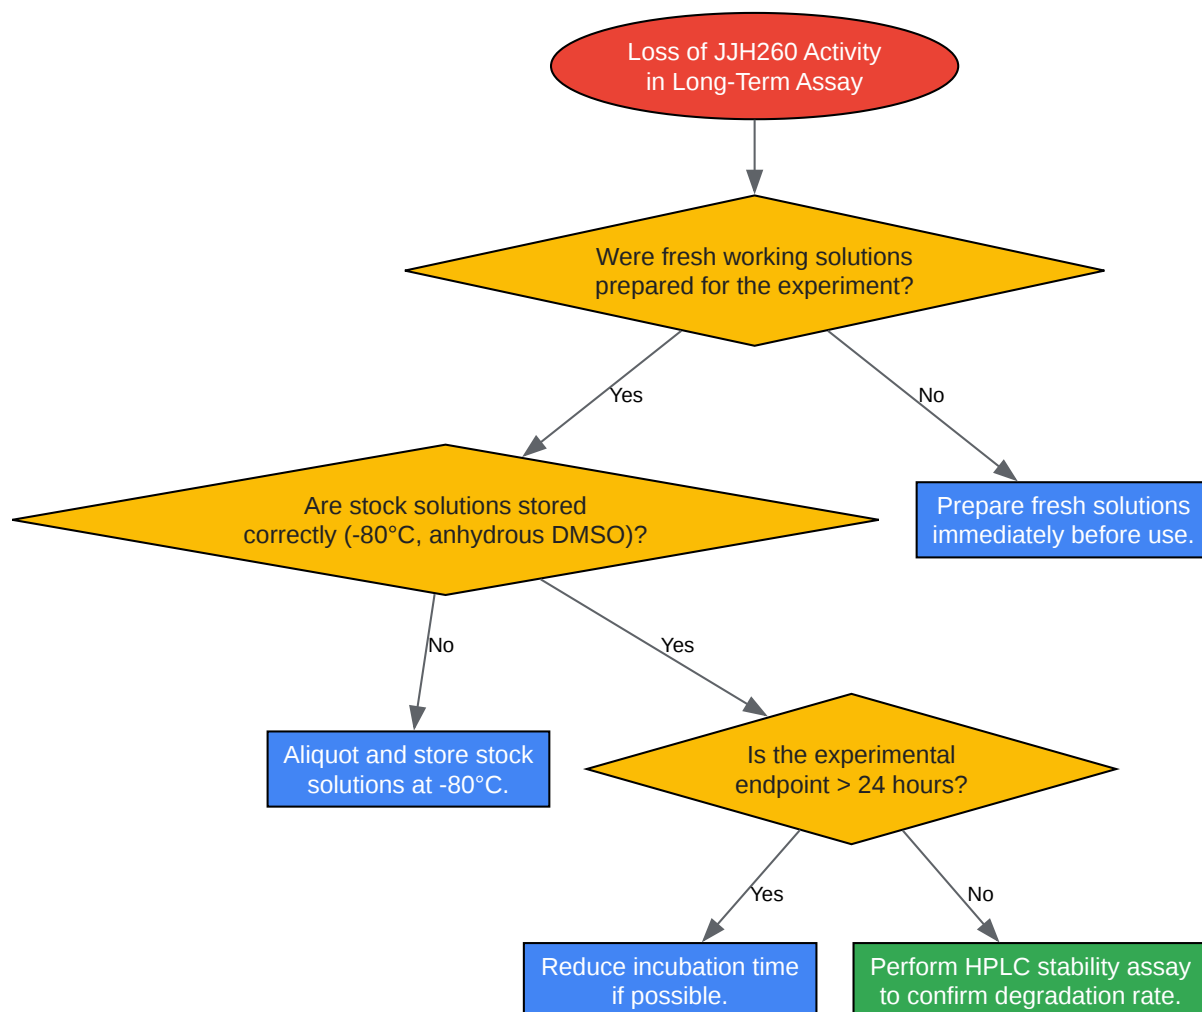 Loss of JJH260 Activity
in Long-Term Assay
Were fresh working solutions
prepared for the experiment?
Yes
No
Are stock solutions stored
correctly (-80°C, anhydrous DMSO)?
Prepare fresh solutions
immediately before use.
No
Yes
Aliquot and store stock
solutions at -80°C.
Is the experimental
endpoint > 24 hours?
Yes
No
Reduce incubation time
if possible.
Perform HPLC stability assay
to confirm degradation rate.